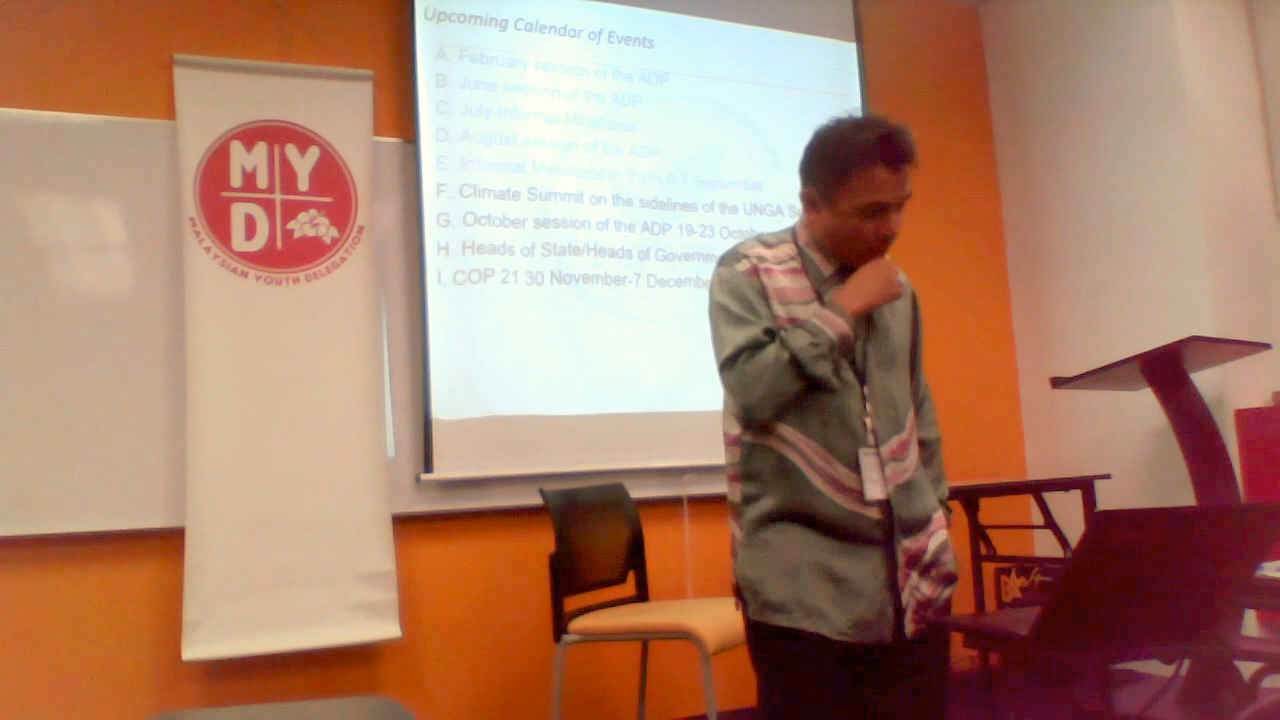 MY
D
MALAYSIAN YOUTH DELEGATION
Upcoming Calendar of Events
A. February session of the ADP
B. June session of the ADP
C. July Informal Ministerial
D. August session of the ADP
E. Informal Ministerial in Paris 6-7 September
F. Climate Summit on the sidelines of the UNGA
G. October session of the ADP 19-23
H. Heads of State/Heads of
I. COP 21 30 November-7